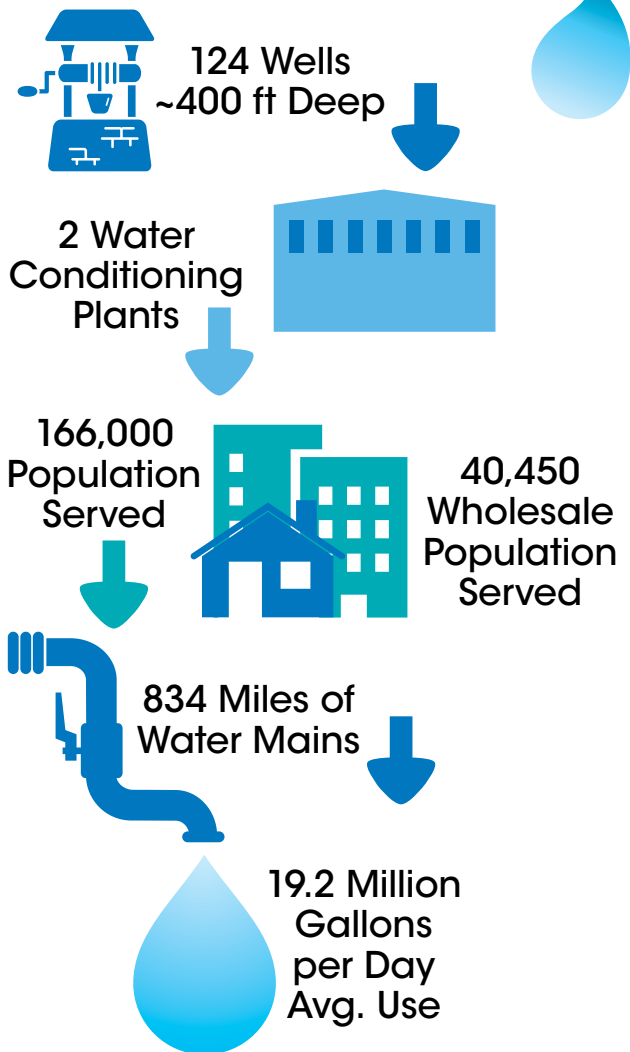 124 Wells
~400 ft Deep
2 Water
Conditioning
Plants
166,000
Population
Served
40,450
Wholesale
Population
Served
834 Miles of
Water Mains
19.2 Million
Gallons
per Day
Avg. Use